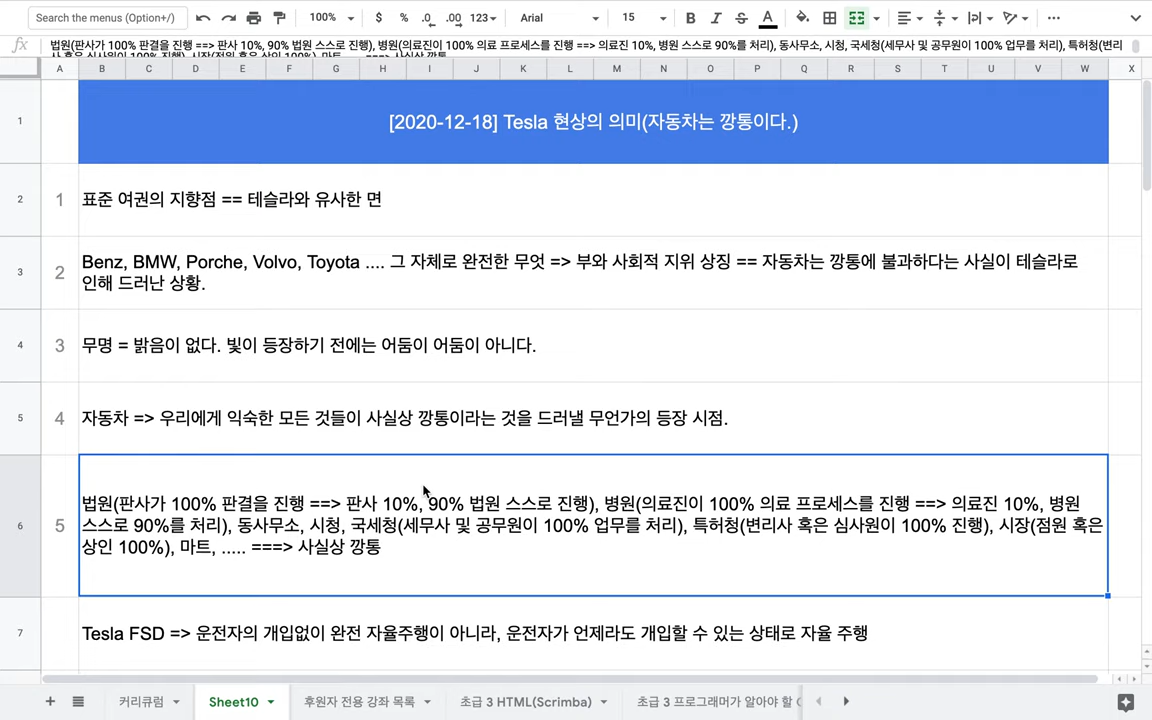 Search the menus (Option+/)
100%
$ % .0 .00 123
Arial
15
B I S A
fx
법원(판사가 100% 판결을 진행 ==> 판사 10%, 90% 법원 스스로 진행), 병원(의료진이 100% 의료 프로세스를 진행 ==> 의료진 10%, 병원 스스로 90%를 처리), 동사무소, 시청, 국세청(세무사 및 공무원이 100% 업무를 처리), 특허청(변리
A B C D E F G H I J K L M N O P Q R S T U V W X
1
[2020-12-18] Tesla 현상의 의미(자동차는 깡통이다.)
2
1
표준 여권의 지향점 == 테슬라와 유사한 면
3
2
Benz, BMW, Porche, Volvo, Toyota .... 그 자체로 완전한 무엇 => 부와 사회적 지위 상징 == 자동차는 깡통에 불과하다는 사실이 테슬라로
인해 드러난 상황.
4
3
무명 = 밝음이 없다. 빛이 등장하기 전에는 어둠이 어둠이 아니다.
5
4
자동차 => 우리에게 익숙한 모든 것들이 사실상 깡통이라는 것을 드러낼 무언가의 등장 시점.
6
5
법원(판사가 100% 판결을 진행 ==> 판사 10%, 90% 법원 스스로 진행), 병원(의료진이 100% 의료 프로세스를 진행 ==> 의료진 10%, 병원
스스로 90%를 처리), 동사무소, 시청, 국세청(세무사 및 공무원이 100% 업무를 처리), 특허청(변리사 혹은 심사원이 100% 진행), 시장(점원 혹은
상인 100%), 마트, ..... ===> 사실상 깡통
7
Tesla FSD => 운전자의 개입없이 완전 자율주행이 아니라, 운전자가 언제라도 개입할 수 있는 상태로 자율 주행
커리큘럼
Sheet10
후원자 전용 강좌 목록
초급 3 HTML(Scrimba)
초급 3 프로그래머가 알아야 할